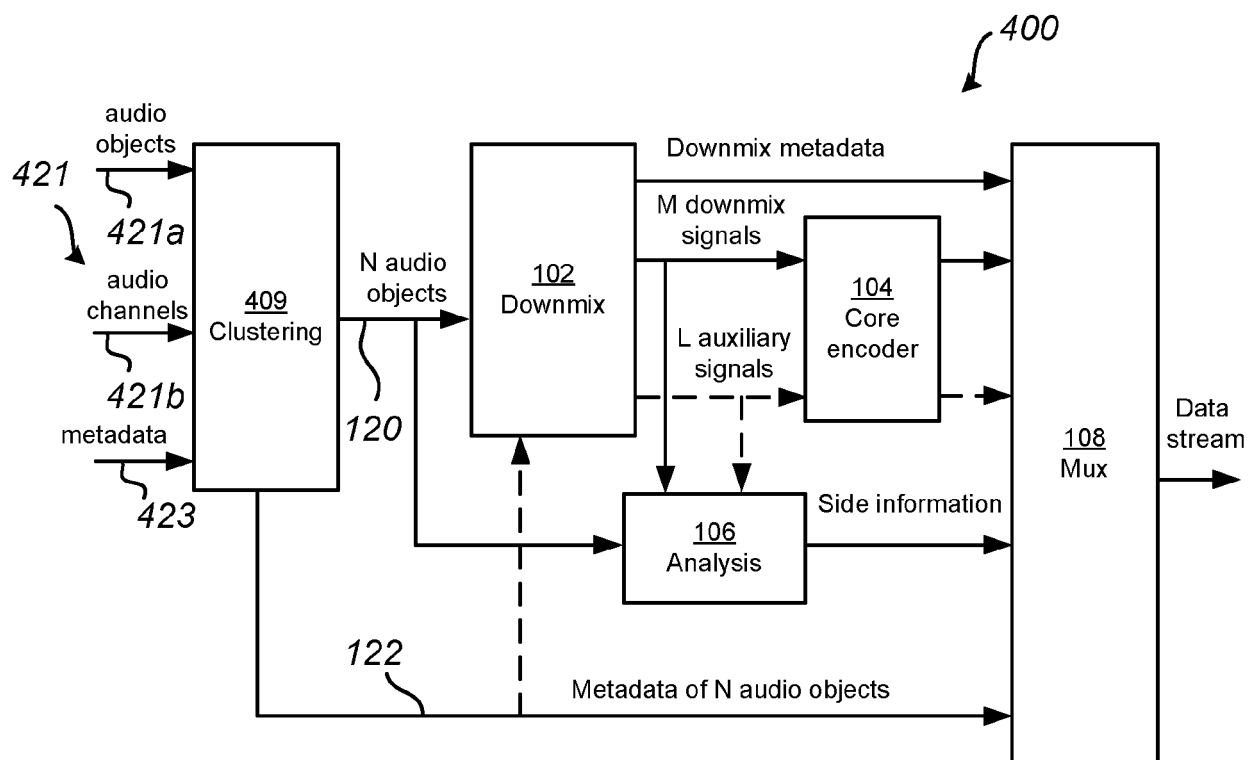 400
audio
objects
421
421a
audio
channels
421b
metadata
423
409
Clustering
N audio
objects
120
102
Downmix
Downmix metadata
M downmix
signals
L auxiliary
signals
104
Core
encoder
106
Analysis
Side information
122
Metadata of N audio objects
108
Mux
Data
stream